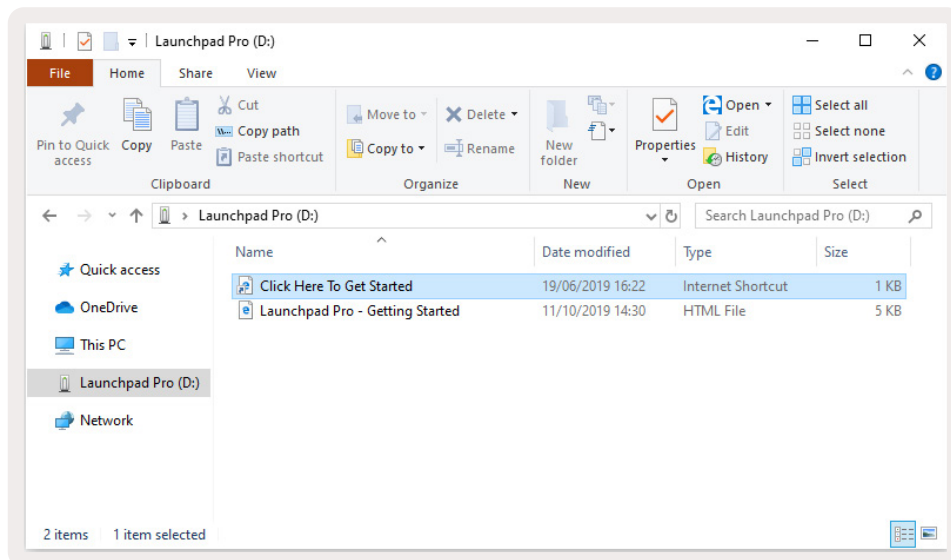 Launchpad Pro (D:)
File Home Share View
Pin to Quick access
Copy
Paste
Cut
Copy path
Paste shortcut
Clipboard
Move to
Copy to
Delete
Rename
Organize
New folder
New
Properties
Open
Edit
History
Open
Select all
Select none
Invert selection
Select
Launchpad Pro (D:)
Search Launchpad Pro (D:)
Quick access
OneDrive
This PC
Launchpad Pro (D:)
Network
Name Date modified Type Size
Click Here To Get Started 19/06/2019 16:22 Internet Shortcut 1 KB
Launchpad Pro - Getting Started 11/10/2019 14:30 HTML File 5 KB
2 items 1 item selected